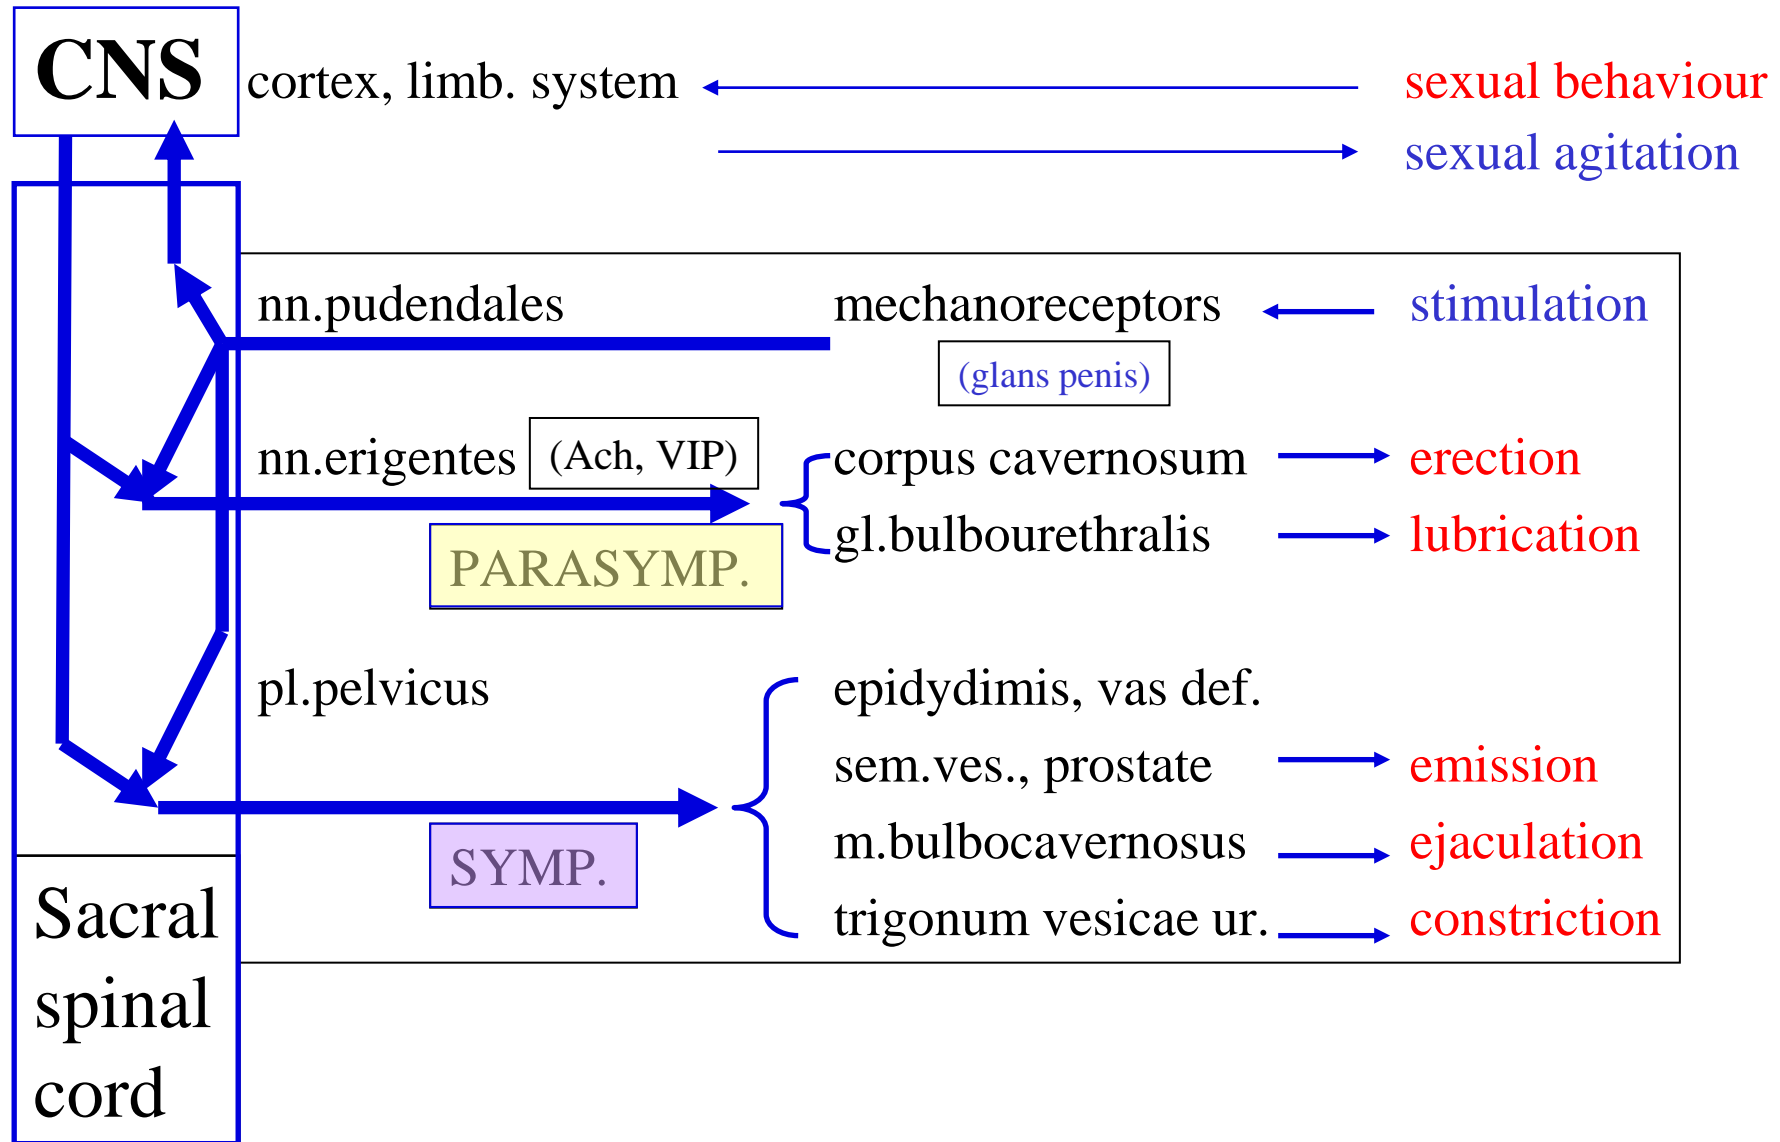 CNS
cortex, limb. system
sexual behaviour
sexual agitation
nn.pudendales
mechanoreceptors
stimulation
(glans penis)
nn.erigentes
(Ach, VIP)
corpus cavernosum
erection
gl.bulbourethralis
lubrication
PARASYMP.
pl.pelvicus
epidydimis, vas def.
sem.ves., prostate
emission
m.bulbocavernosus
ejaculation
SYMP.
trigonum vesicae ur.
constriction
Sacral
spinal
cord